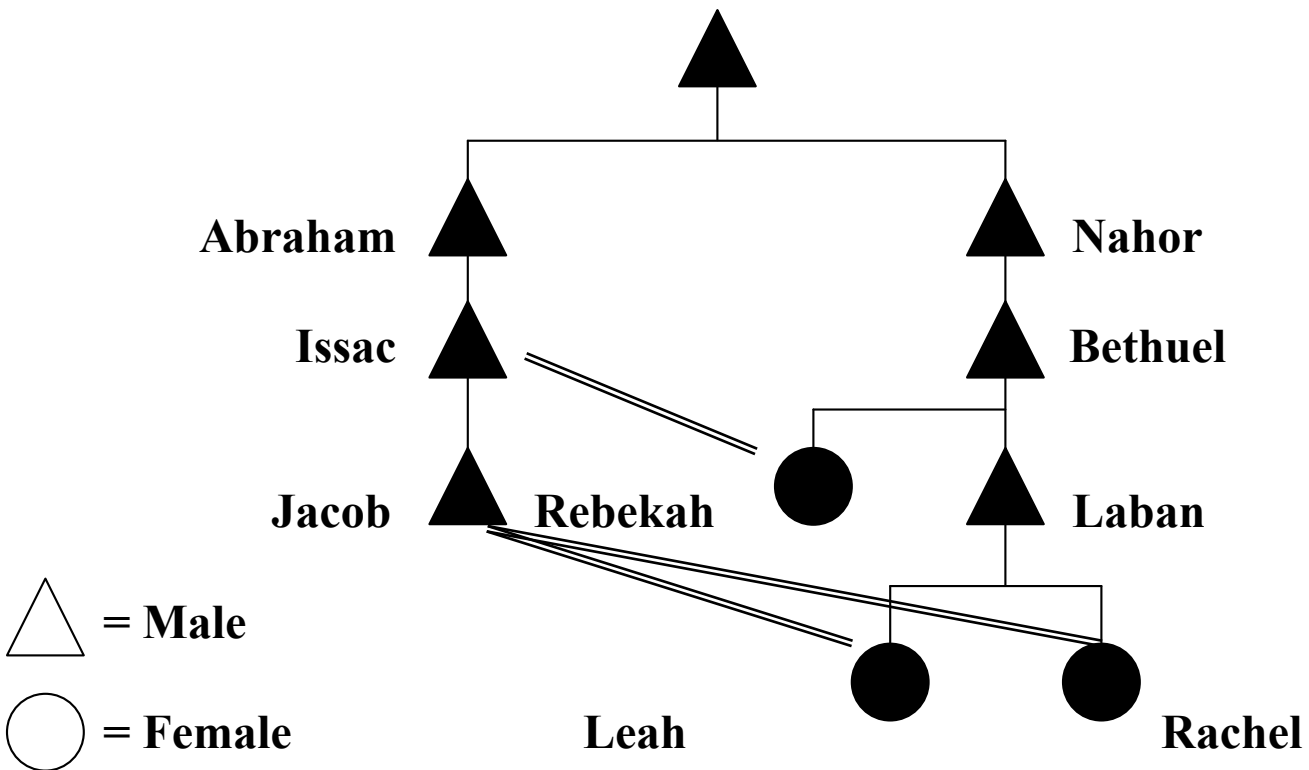 Abraham
Nahor
Issac
Bethuel
Jacob
Rebekah
Laban
= Male
= Female
Leah
Rachel